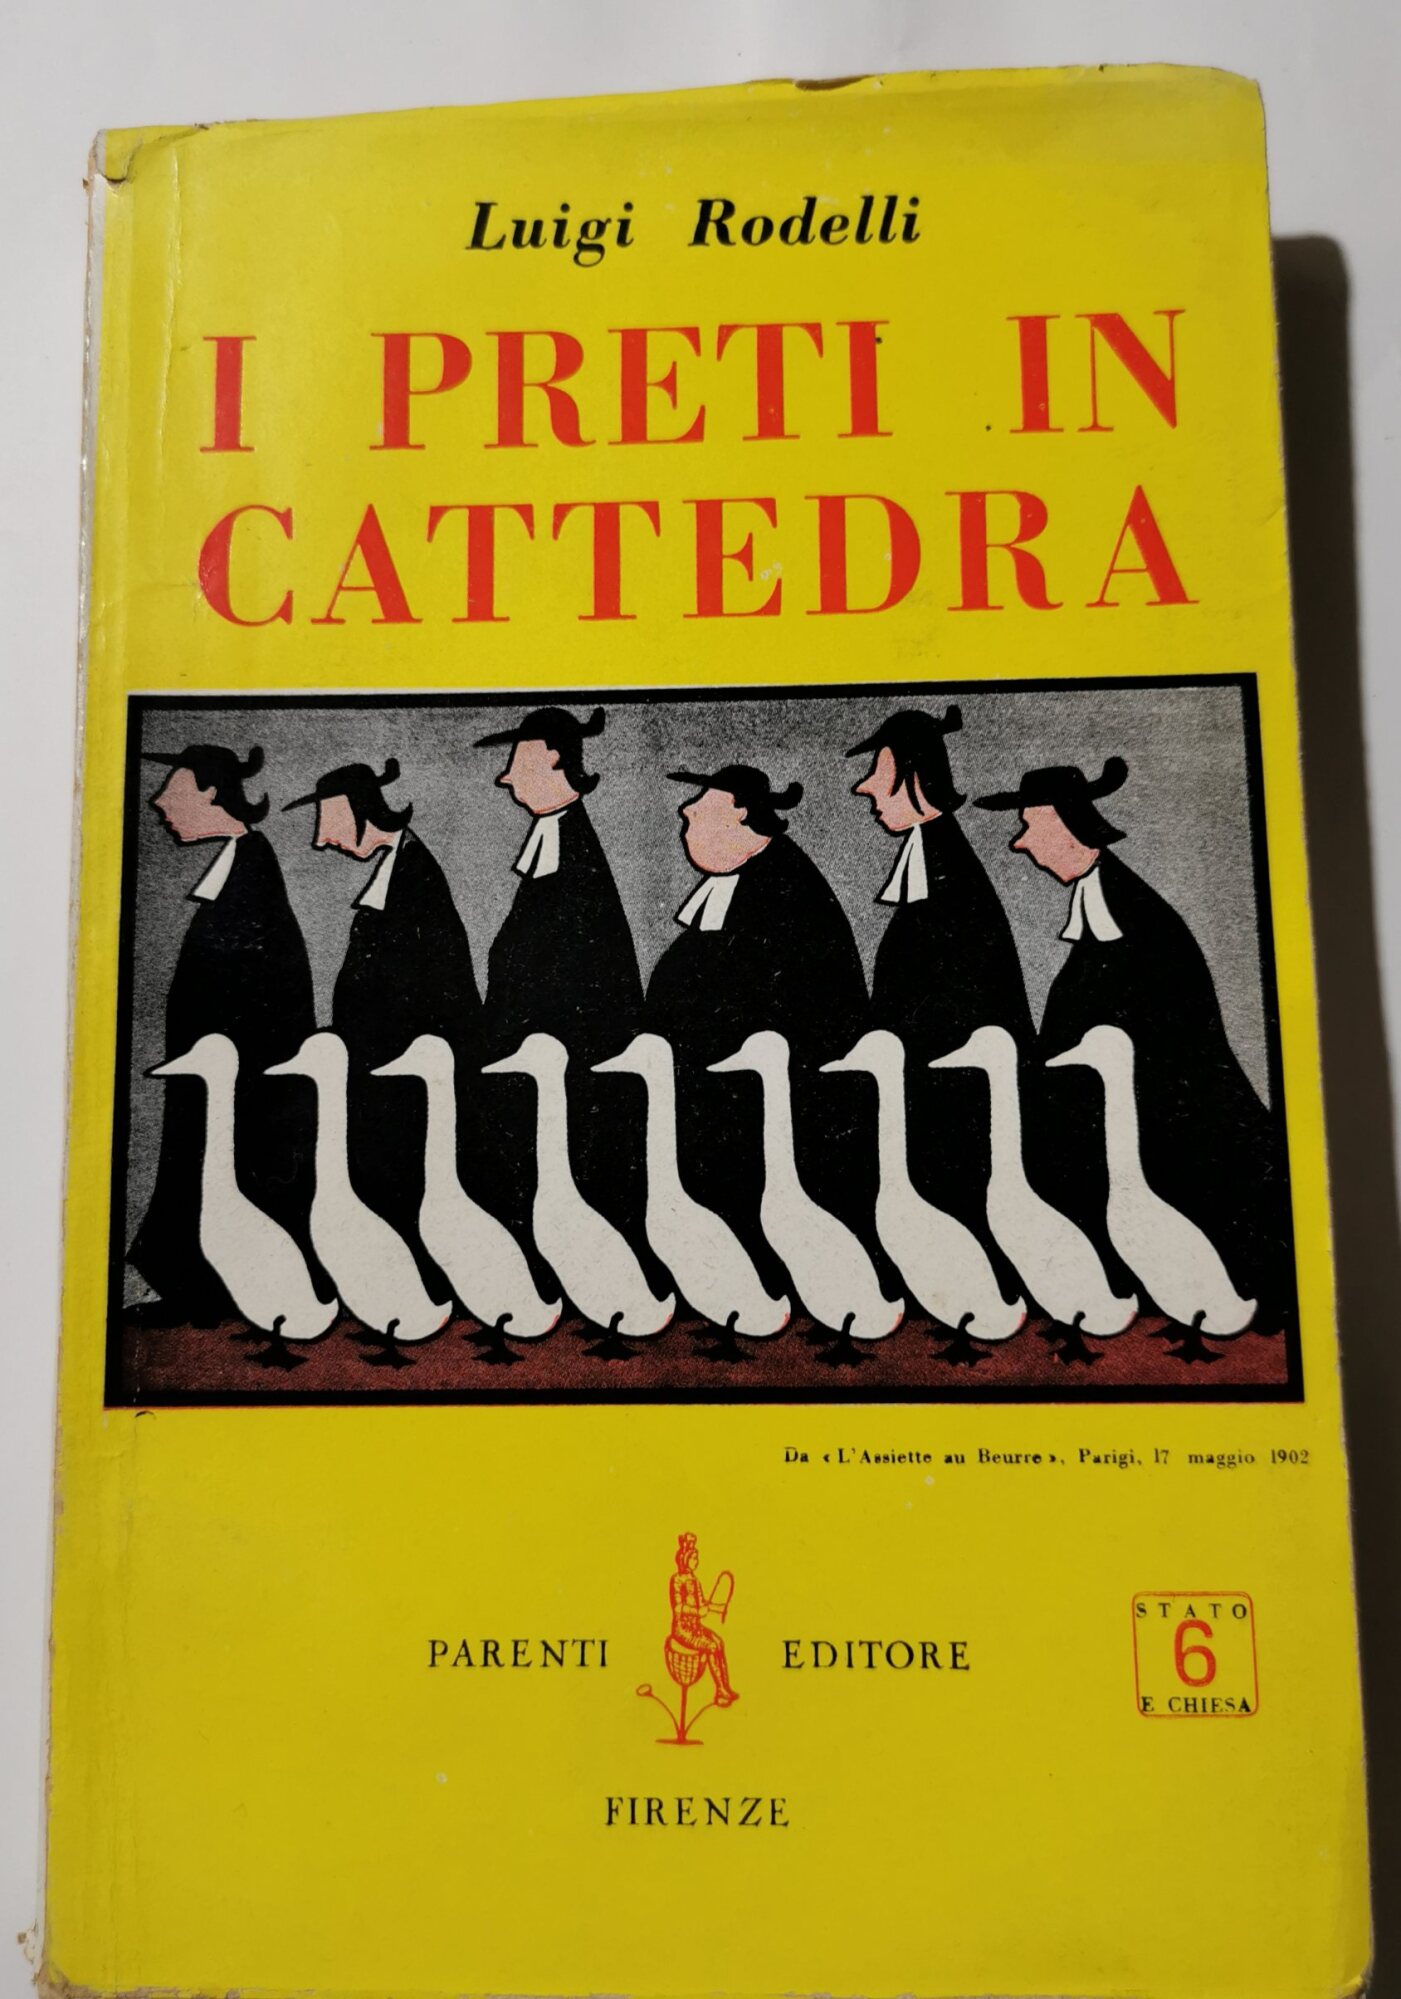 Luigi Rodelli
I PRETI IN
CATTEDRA
Da « L'Assiette au Beurre », Parigi, 17 maggio 1902
PARENTI EDITORE
STATO
6
E CHIESA
FIRENZE